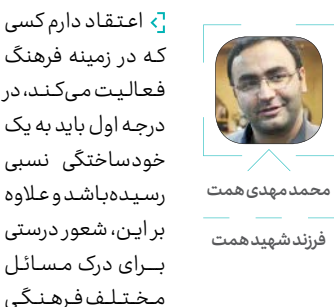 اعتقاد دارم کسی
که در زمینه فرهنگ
فعالیت می‌کند، در
درجه اول باید به یک
خودساختگی نسبی
رسیده‌باشد و علاوه
بر این، شعور درستی
برای درک مسائل
مختلف فرهنگی
محمدمهدی همت
فرزند شهید همت